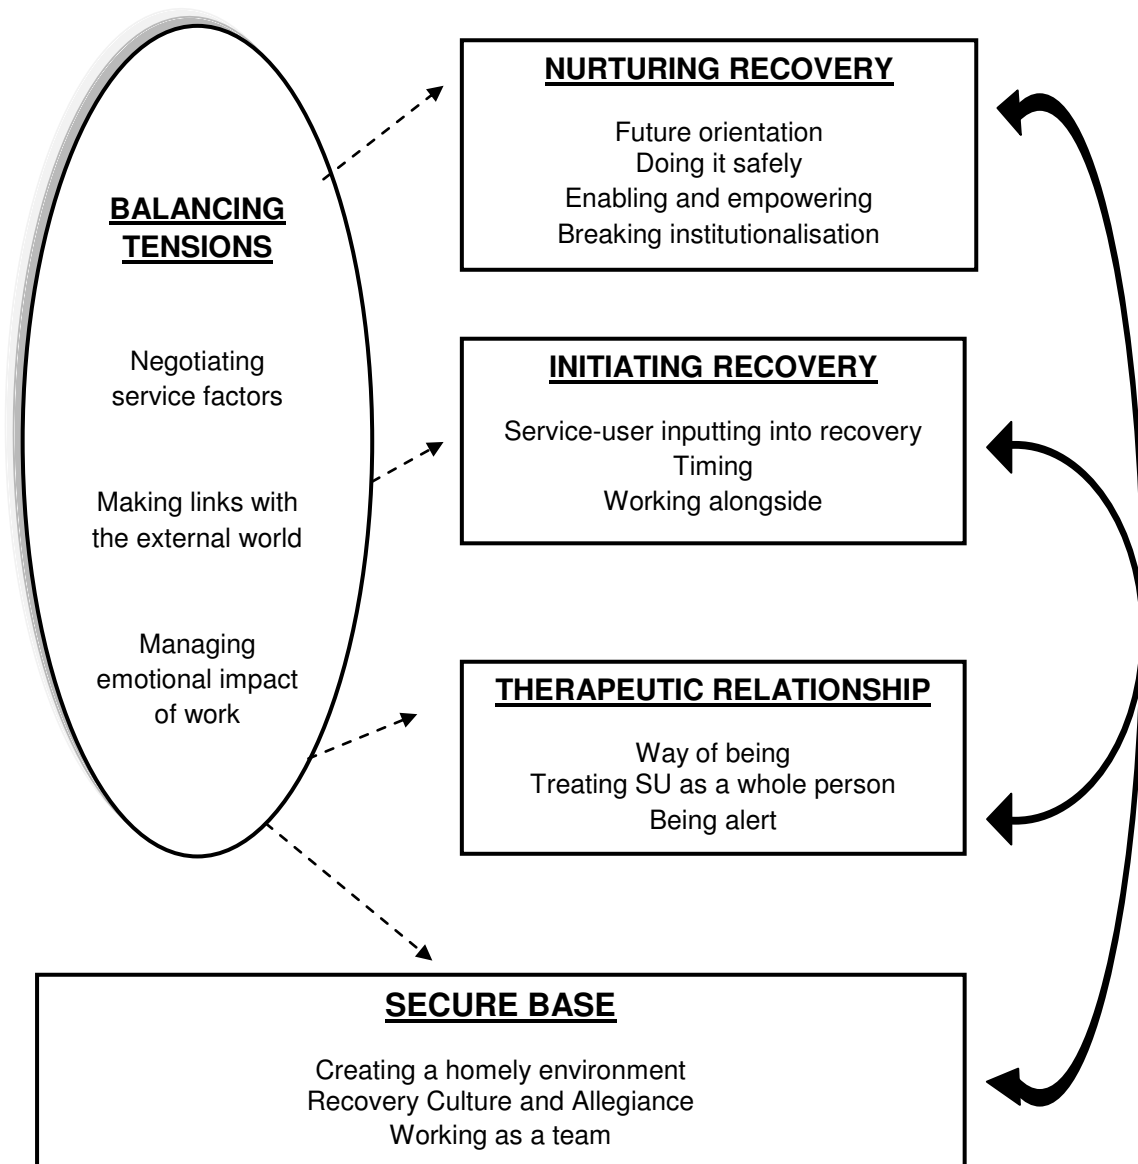 BALANCING
TENSIONS
Negotiating
service factors
Making links with
the external world
Managing
emotional impact
of work
NURTURING RECOVERY
Future orientation
Doing it safely
Enabling and empowering
Breaking institutionalisation
INITIATING RECOVERY
Service-user inputting into recovery
Timing
Working alongside
THERAPEUTIC RELATIONSHIP
Way of being
Treating SU as a whole person
Being alert
SECURE BASE
Creating a homely environment
Recovery Culture and Allegiance
Working as a team